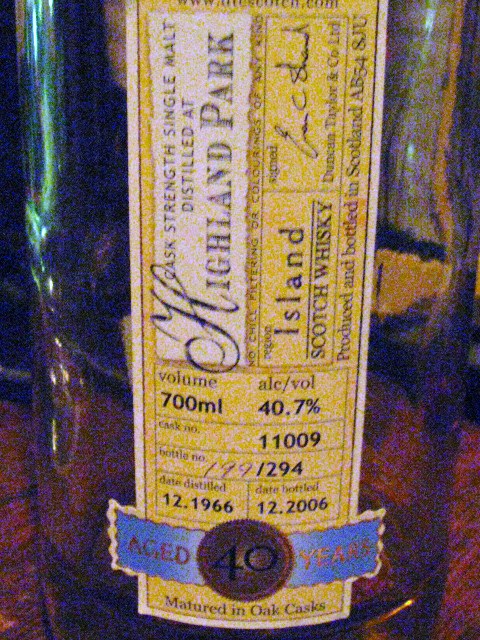 www.dtcscotch.com
CASK STRENGTH SINGLE MALT
DISTILLED AT
HIGHLAND PARK
NO CHILL FILTERING OR COLOURINGS OF ANY KIND
region
Island
SCOTCH WHISKY
signed
Duncan Taylor & Co Ltd
Produced and bottled in Scotland AB54 8JU
volume
alc/vol
700ml
40.7%
cask no.
11009
bottle no.
199/294
date distilled
date bottled
12.1966
12.2006
AGED 40 YEARS
Matured in Oak Casks